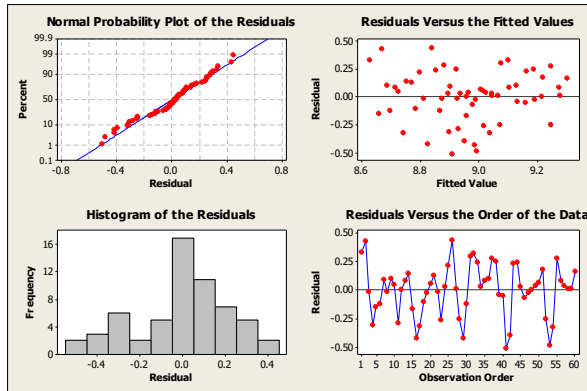 Normal Probability Plot of the Residuals
99.9
99
90
50
10
1
0.1
Percent
-0.8 -0.4 0.0 0.4 0.8
Residual
Residuals Versus the Fitted Values
0.50
0.25
0.00
-0.25
-0.50
Residual
8.6 8.8 9.0 9.2
Fitted Value
Histogram of the Residuals
16
12
8
4
0
Frequency
-0.4 -0.2 0.0 0.2 0.4
Residual
Residuals Versus the Order of the Data
0.50
0.25
0.00
-0.25
-0.50
Residual
1 5 10 15 20 25 30 35 40 45 50 55 60
Observation Order